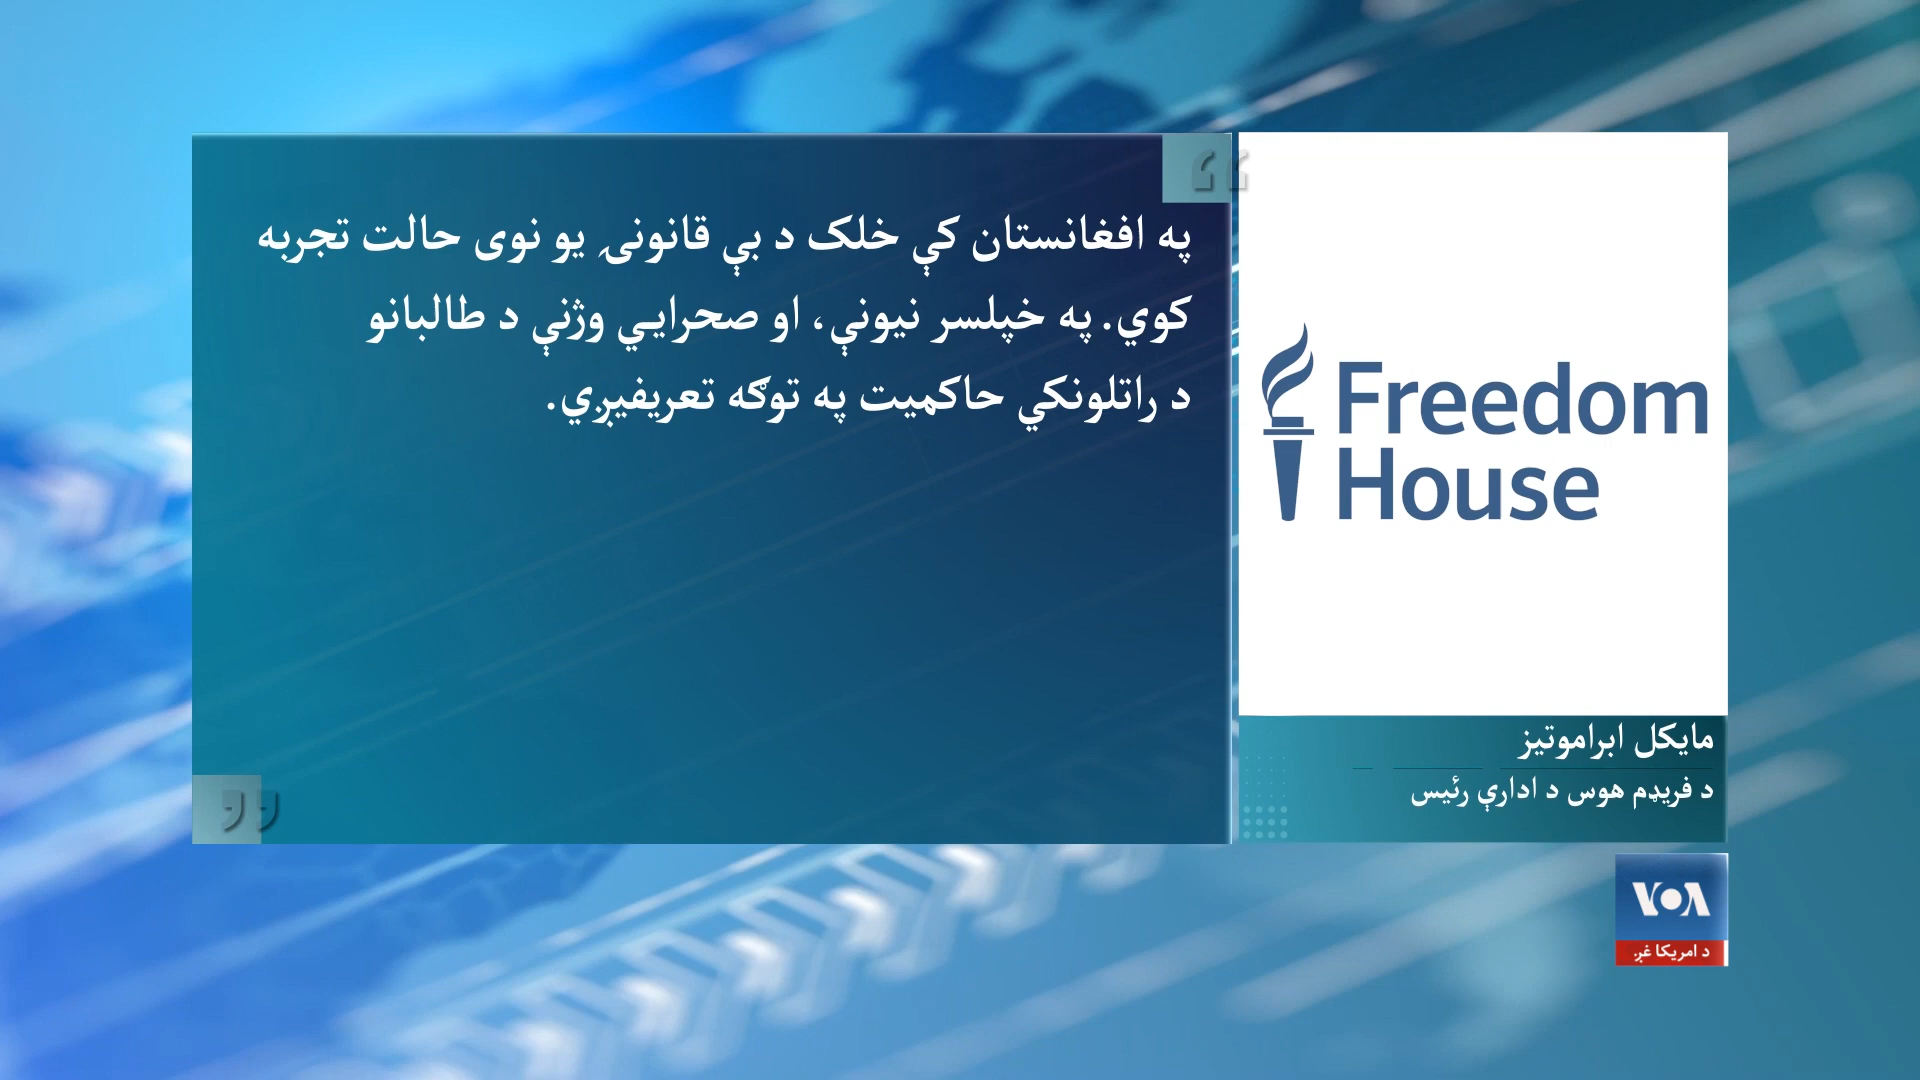 په افغانستان کې خلک د بې قانونۍ یو نوی حالت تجربه
کوي. په خپلسر نیونې، او صحرایي وژنې د طالبانو
د راتلونکي حاکمیت په توګه تعریفیږي.
Freedom
House
مایکل ابراموتیز
د فریډم هوس د ادارې رئیس
VOA
د امریکا غږ